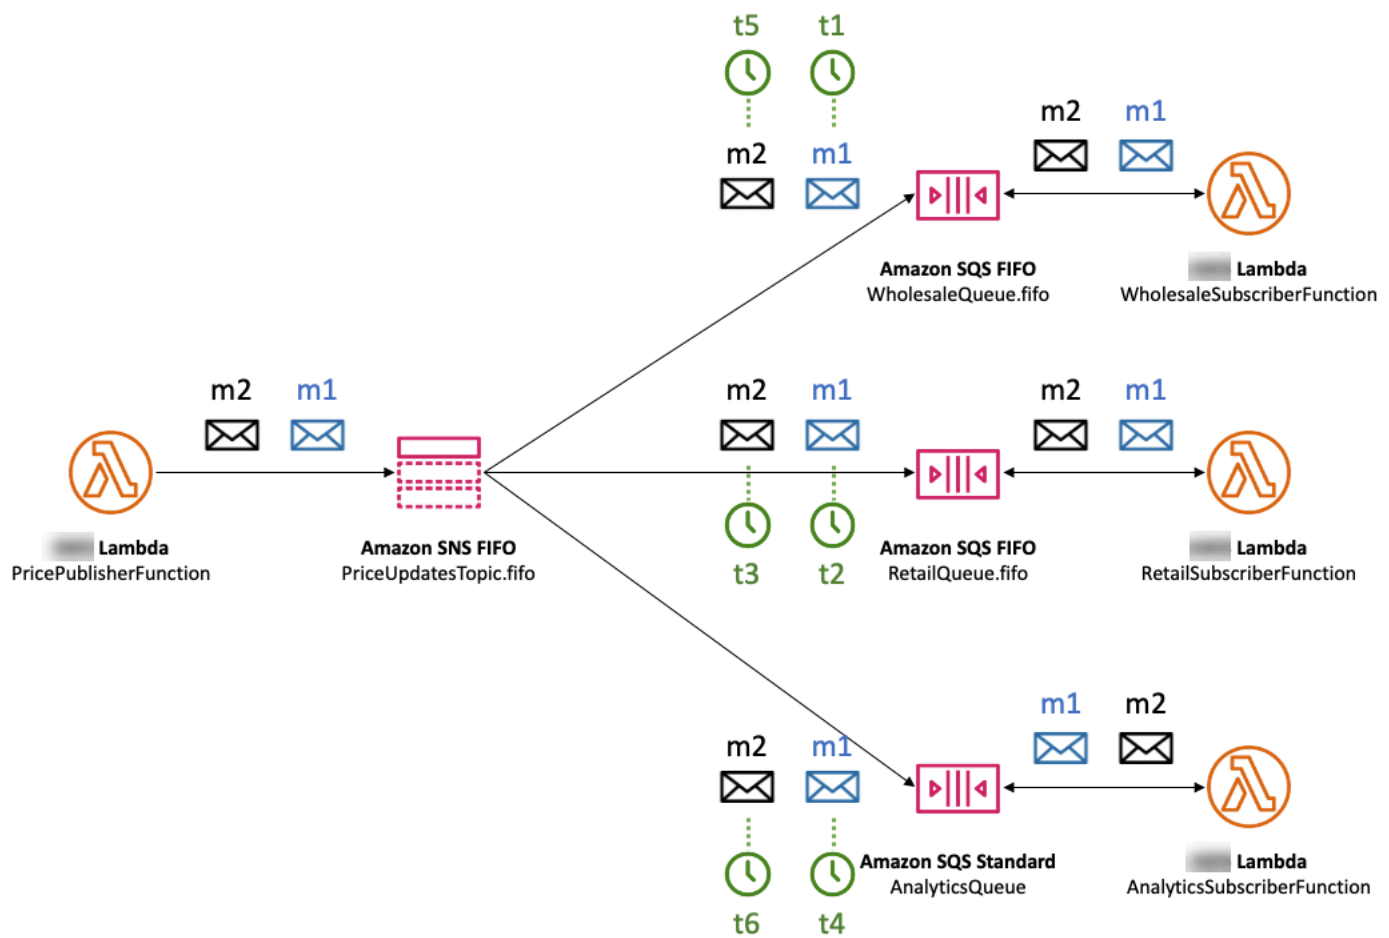 t5 t1
m2 m1
m2 m1
Amazon SQS FIFO
WholesaleQueue.fifo
Lambda
WholesaleSubscriberFunction
m2 m1
m2 m1
m2 m1
Lambda
PricePublisherFunction
Amazon SNS FIFO
PriceUpdatesTopic.fifo
t3 t2
Amazon SQS FIFO
RetailQueue.fifo
Lambda
RetailSubscriberFunction
m1 m2
m2 m1
Amazon SQS Standard
AnalyticsQueue
Lambda
AnalyticsSubscriberFunction
t6 t4